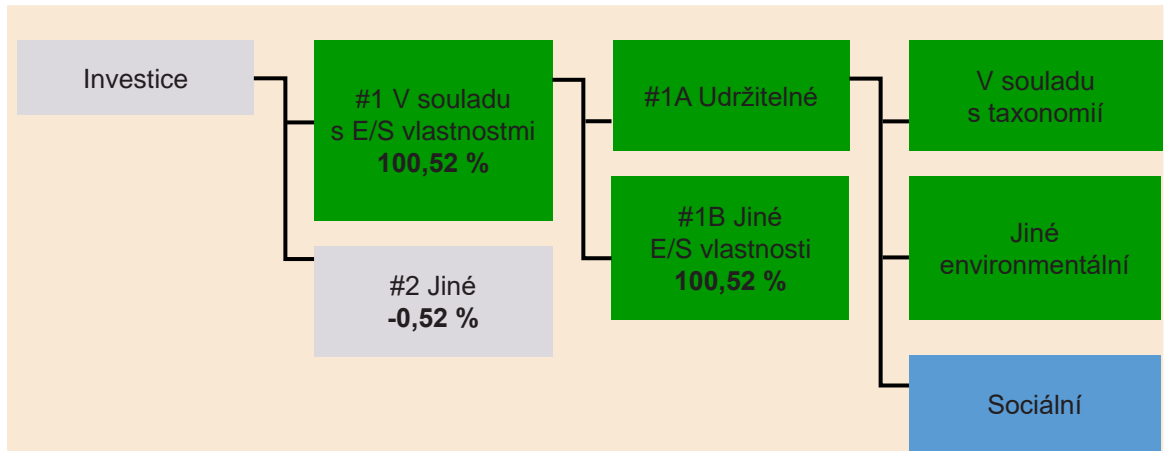 Investice
#1 V souladu
s E/S vlastnostmi
100,52 %
#2 Jiné
-0,52 %
#1A Udržitelné
#1B Jiné
E/S vlastnosti
100,52 %
V souladu
s taxonomií
Jiné
environmentální
Sociální